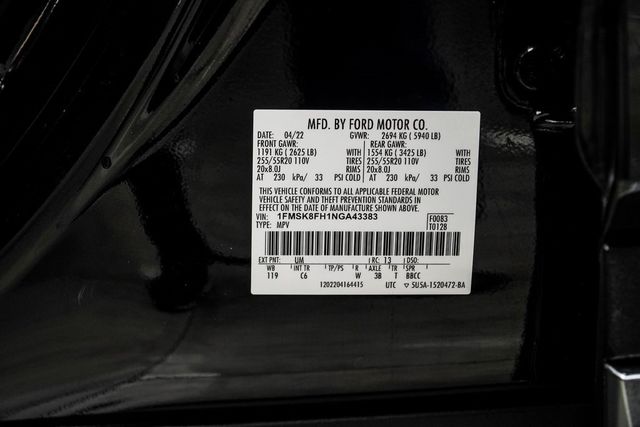 MFD. BY FORD MOTOR CO.
DATE: 04/22 GVWR: 2694 KG ( 5940 LB)
FRONT GAWR: REAR GAWR:
1191 KG ( 2625 LB) WITH 1554 KG ( 3425 LB) WITH
255/55R20 110V TIRES 255/55R20 110V TIRES
20x8.0J RIMS 20x8.0J RIMS
AT 230 kPa/ 33 PSI COLD AT 230 kPa/ 33 PSI COLD
THIS VEHICLE CONFORMS TO ALL APPLICABLE FEDERAL MOTOR
VEHICLE SAFETY AND THEFT PREVENTION STANDARDS IN
EFFECT ON THE DATE OF MANUFACTURE SHOWN ABOVE.
VIN: 1FMSK8FH1NGA43383 F0083
TYPE: MPV T0128
EXT PNT: UM RC: 13 DSO:
WB INT TR TP/PS R AXLE TR SPR
119 C6 W 3B T BBCC
1202204164415 UTC ▽ 5U5A-1520472-BA